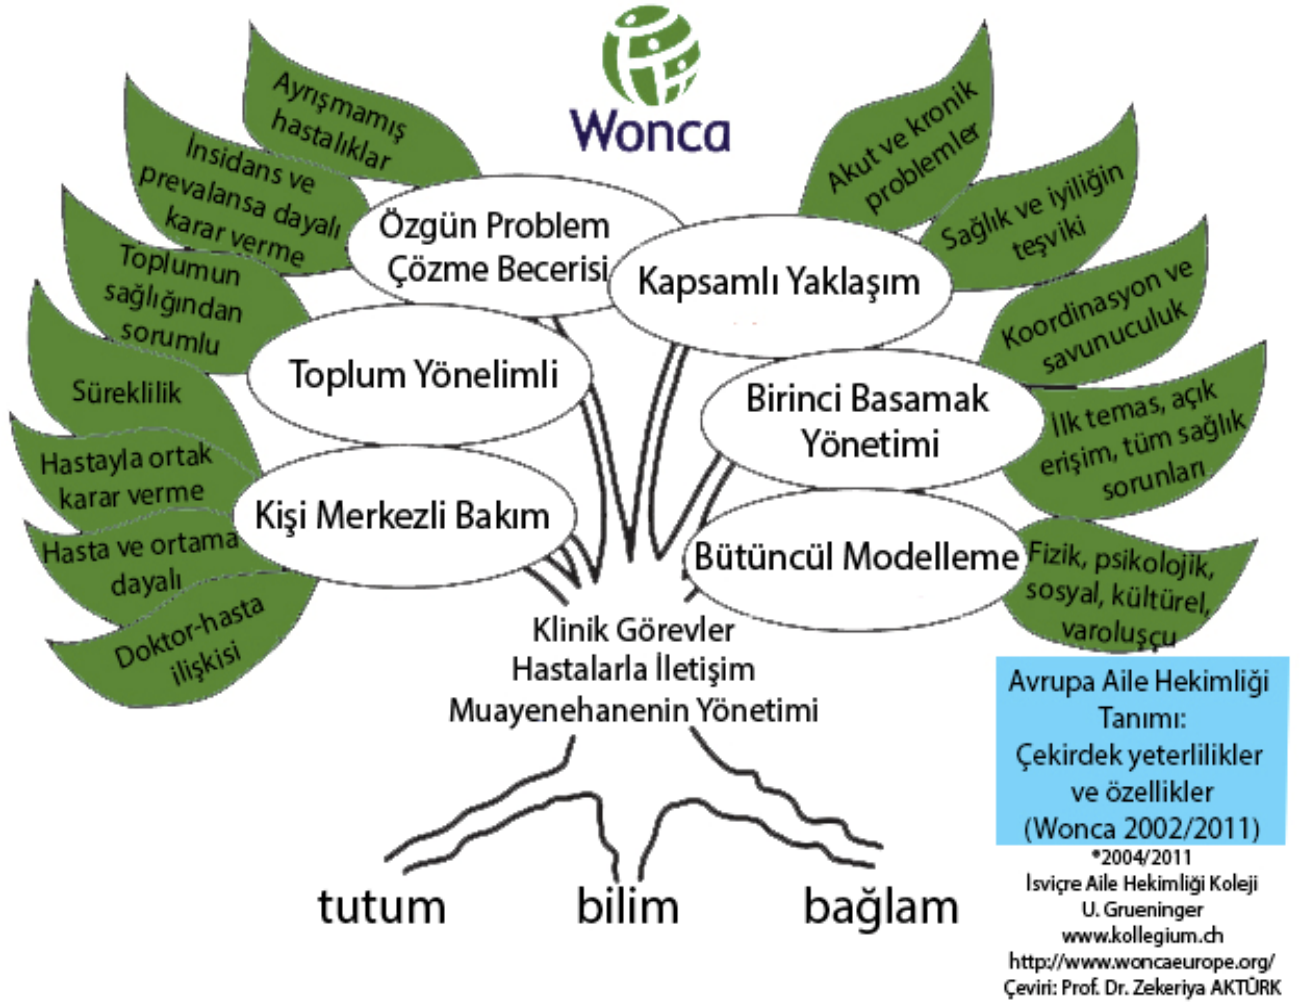 Wonca
Ayrışmamış
hastalıklar
İnsidans ve
prevalansa dayalı
karar verme
Toplumun
sağlığından
sorumlu
Süreklilik
Hastayla ortak
karar verme
Hasta ve ortama
dayalı
Doktor-hasta
ilişkisi
Özgün Problem
Çözme Becerisi
Toplum Yönelimli
Kişi Merkezli Bakım
Kapsamlı Yaklaşım
Birinci Basamak
Yönetimi
Bütüncül Modelleme
Akut ve kronik
problemler
Sağlık ve iyiliğin
teşviki
Koordinasyon ve
savunuculuk
İlk temas, açık
erişim, tüm sağlık
sorunları
Fizik, psikolojik,
sosyal, kültürel,
varoluşçu
Klinik Görevler
Hastalarla İletişim
Muayenehanenin Yönetimi
tutum
bilim
bağlam
Avrupa Aile Hekimliği
Tanımı:
Çekirdek yeterlilikler
ve özellikler
(Wonca 2002/2011)
*2004/2011
İsviçre Aile Hekimliği Koleji
U. Grueninger
www.kollegium.ch
http://www.woncaeurope.org/
Çeviri: Prof. Dr. Zekeriya AKTÜRK